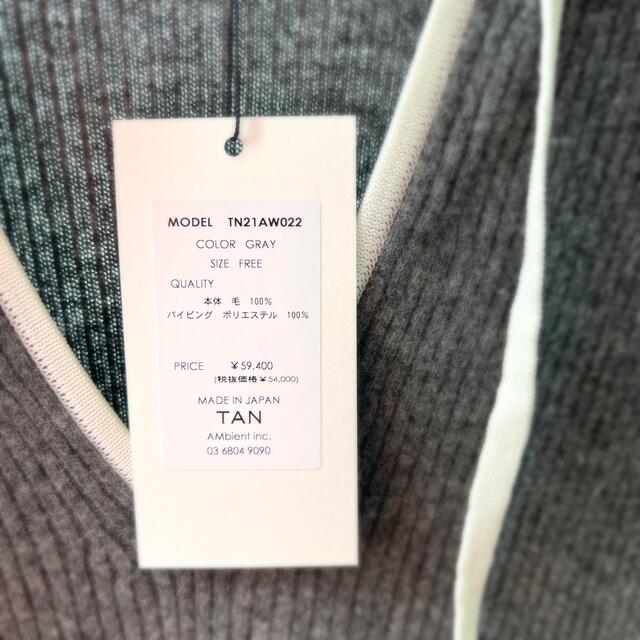 MODEL TN21AW022
COLOR GRAY
SIZE FREE
QUALITY
本体 毛 100%
パイピング ポリエステル 100%
PRICE ¥59,400
(税抜価格¥54,000)
MADE IN JAPAN
TAN
AMbient inc.
03 6804 9090